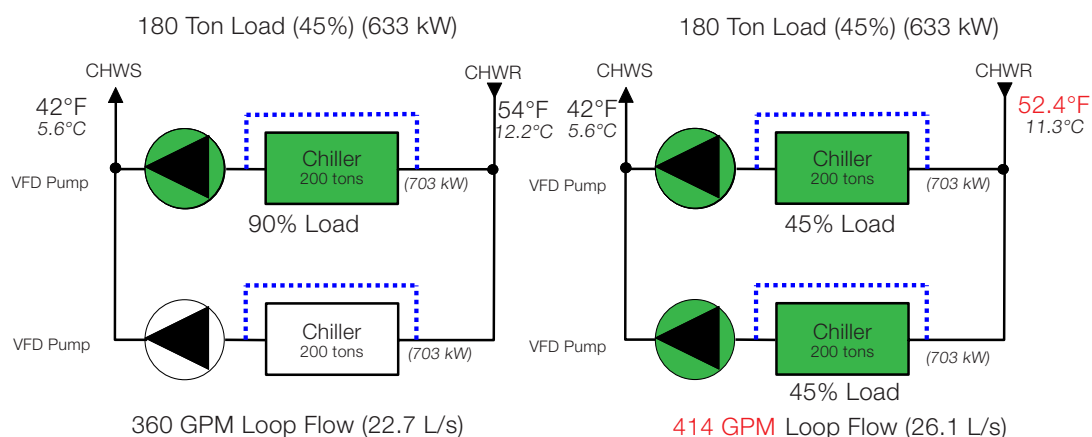 180 Ton Load (45%) (633 kW)
CHWS
CHWR
42°F
5.6°C
54°F
12.2°C
Chiller
200 tons
VFD Pump
(703 kW)
90% Load
Chiller
200 tons
VFD Pump
(703 kW)
360 GPM Loop Flow (22.7 L/s)
180 Ton Load (45%) (633 kW)
CHWS
CHWR
42°F
5.6°C
52.4°F
11.3°C
Chiller
200 tons
VFD Pump
(703 kW)
45% Load
Chiller
200 tons
VFD Pump
(703 kW)
45% Load
414 GPM Loop Flow (26.1 L/s)